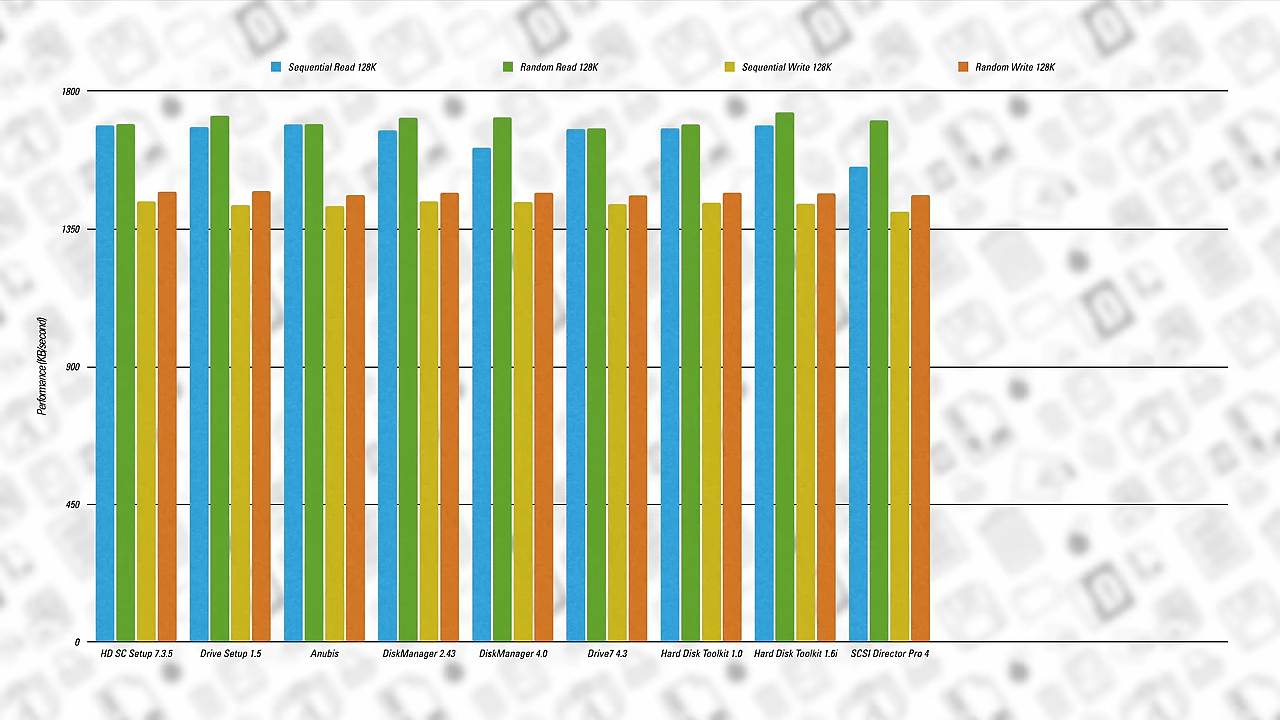 Sequential Read 128K
Random Read 128K
Sequential Write 128K
Random Write 128K
1800
1350
900
450
0
Performance (KB/second)
HD SC Setup 7.3.5
Drive Setup 1.5
Anubis
DiskManager 2.43
DiskManager 4.0
Drive7 4.3
Hard Disk Toolkit 1.0
Hard Disk Toolkit 1.6i
SCSI Director Pro 4